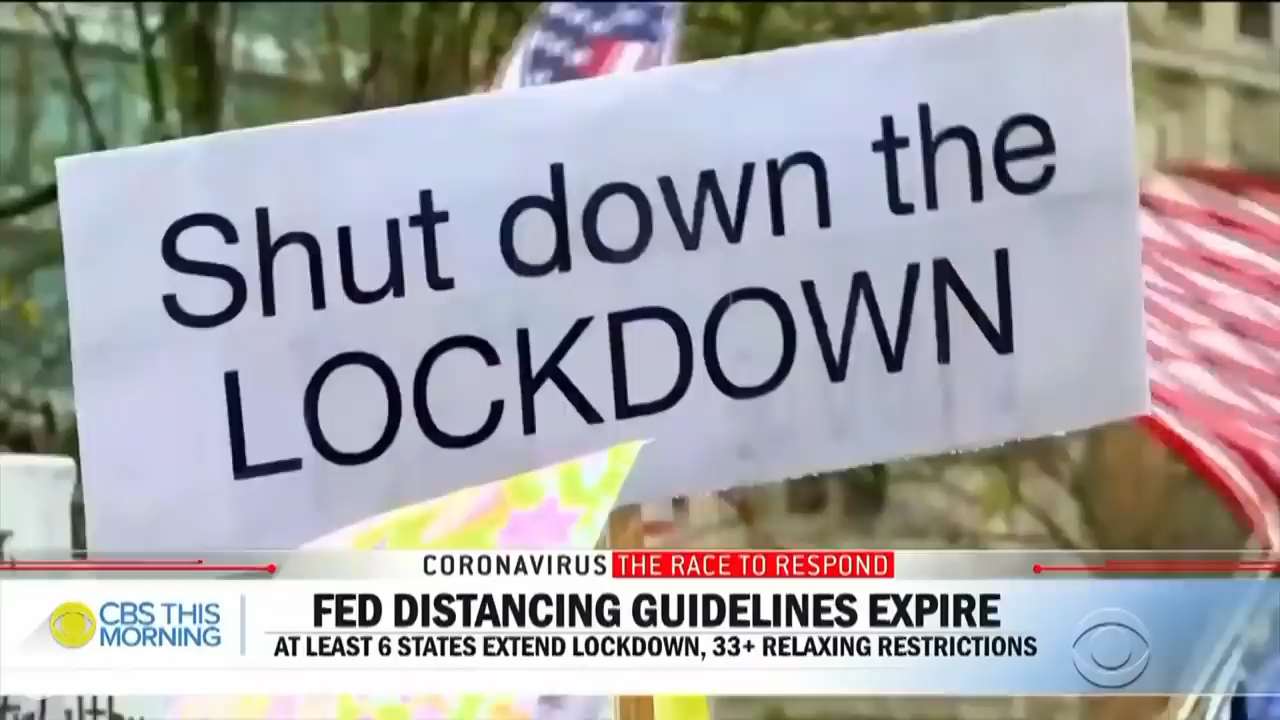 Shut down the
LOCKDOWN
CORONAVIRUS THE RACE TO RESPOND
FED DISTANCING GUIDELINES EXPIRE
CBS THIS
MORNING
AT LEAST 6 STATES EXTEND LOCKDOWN, 33+ RELAXING RESTRICTIONS